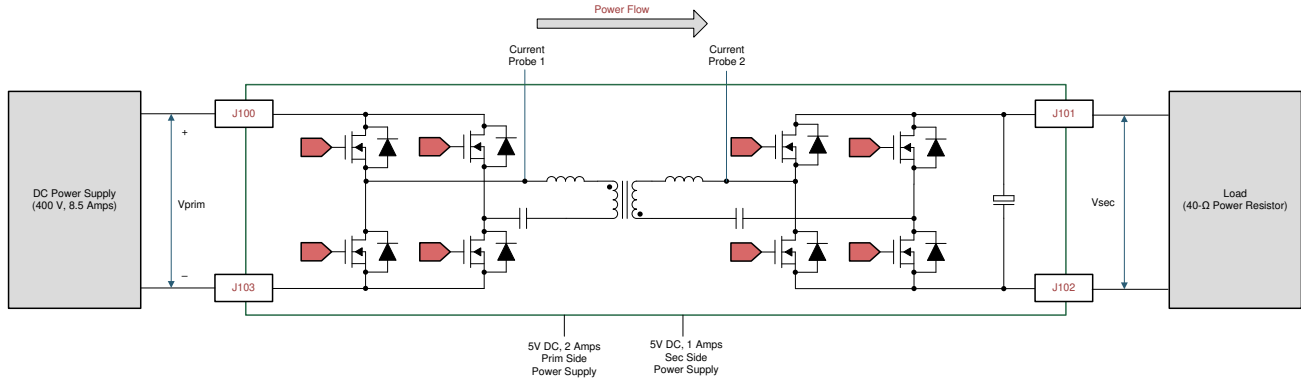 Power Flow
Current
Probe 1
Current
Probe 2
J100
J101
+
DC Power Supply
(400 V, 8.5 Amps)
Vprim
Vsec
Load
(40-Ω Power Resistor)
–
J103
J102
5V DC, 2 Amps
Prim Side
Power Supply
5V DC, 1 Amps
Sec Side
Power Supply